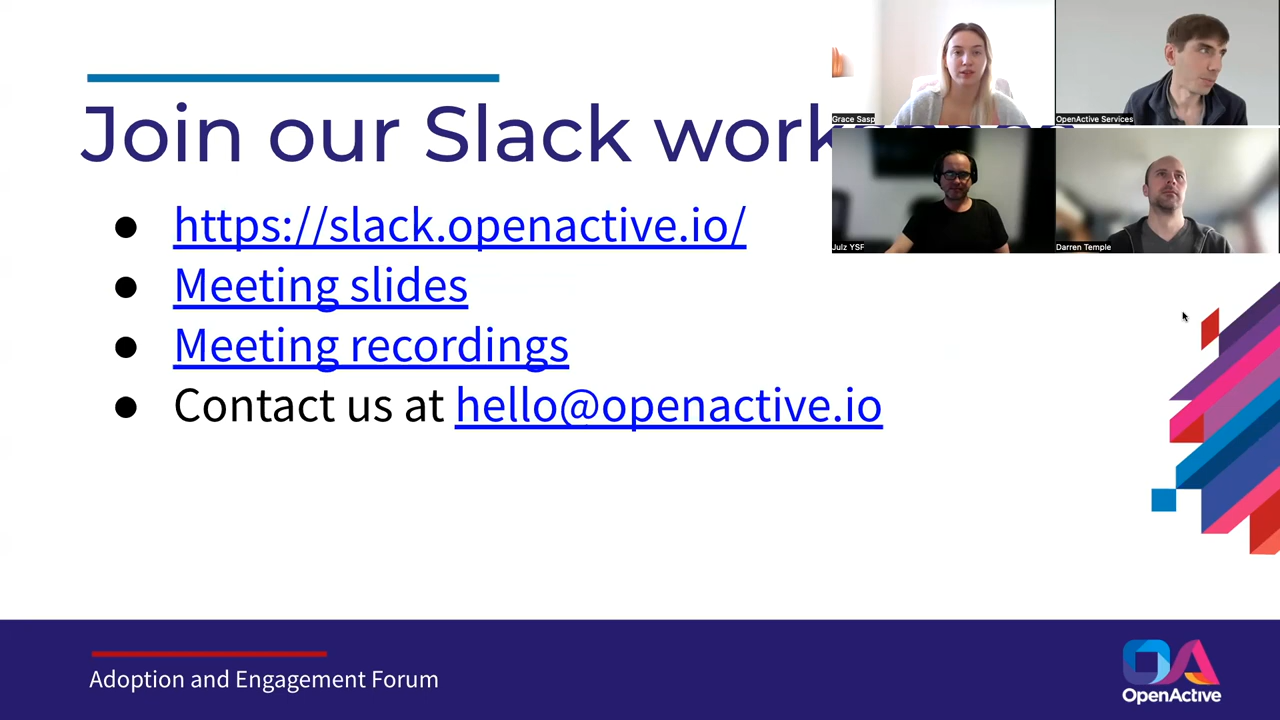 Join our Slack
https://slack.openactive.io/
Meeting slides
Meeting recordings
Contact us at hello@openactive.io
Grace Sasp
OpenActive Services
Julz YSF
Darren Temple
Adoption and Engagement Forum
OA
OpenActive